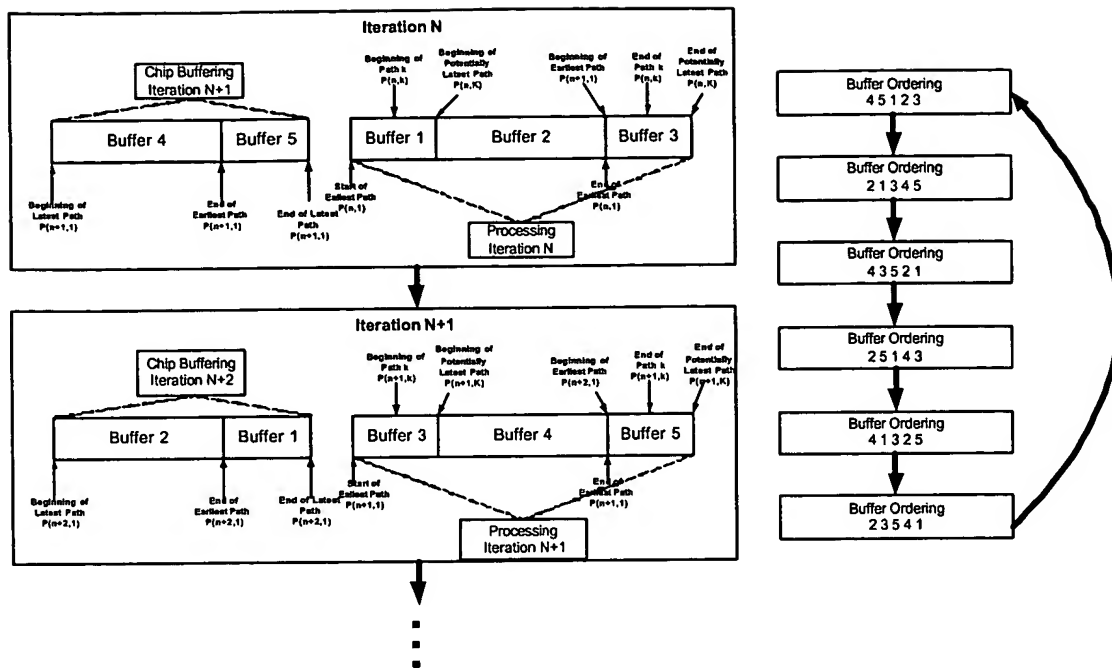 Iteration N
Chip Buffering
Iteration N+1
Beginning of
Path k
P(n,k)
Beginning of
Potentially
Latest Path
P(n,K)
Beginning of
Earliest Path
P(n+1,1)
End of
Path k
P(n,k)
End of
Potentially
Latest Path
P(n,K)
Buffer 4
Buffer 5
Buffer 1
Buffer 2
Buffer 3
Beginning of
Latest Path
P(n+1,1)
End of
Earliest Path
P(n+1,1)
End of Latest
Path
P(n+1,1)
Start of
Earliest Path
P(n,1)
End of
Earliest Path
P(n,1)
Processing
Iteration N
Iteration N+1
Chip Buffering
Iteration N+2
Beginning of
Path k
P(n+1,k)
Beginning of
Potentially
Latest Path
P(n+1,K)
Beginning of
Earliest Path
P(n+2,1)
End of
Path k
P(n+1,k)
End of
Potentially
Latest Path
P(n+1,K)
Buffer 2
Buffer 1
Buffer 3
Buffer 4
Buffer 5
Beginning of
Latest Path
P(n+2,1)
End of
Earliest Path
P(n+2,1)
End of Latest
Path
P(n+2,1)
Start of
Earliest Path
P(n+1,1)
End of
Earliest Path
P(n+1,1)
Processing
Iteration N+1
Buffer Ordering
4 5 1 2 3
Buffer Ordering
2 1 3 4 5
Buffer Ordering
4 3 5 2 1
Buffer Ordering
2 5 1 4 3
Buffer Ordering
4 1 3 2 5
Buffer Ordering
2 3 5 4 1